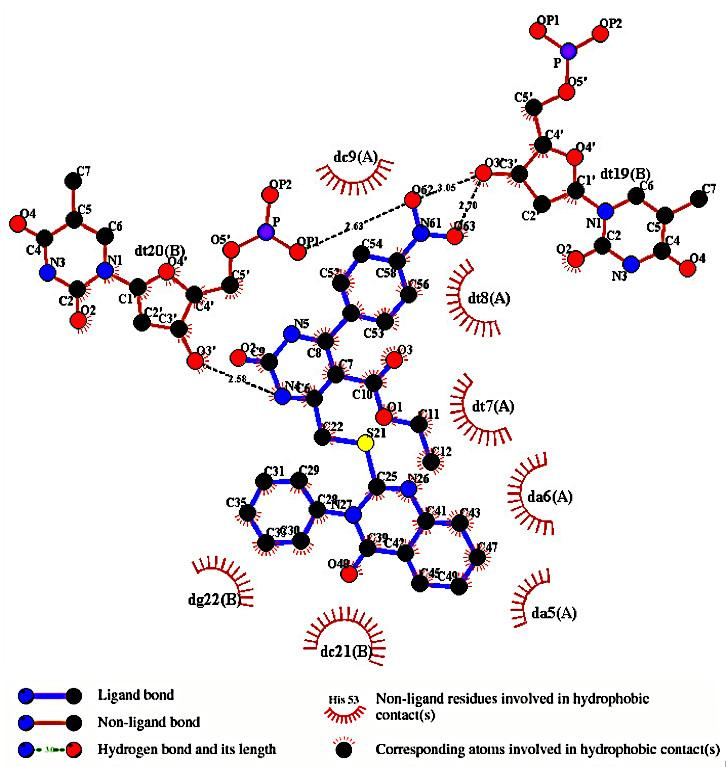 OP1
OP2
P
O5'
C5'
C4'
O4'
O3'
C3'
dt19(B)
C1'
C2'
C6
C7
N1
C5
O2
C2
C4
N3
O4
dc9(A)
O62
3.05
2.70
2.63
N61
O63
C7
OP2
O4
C5
C6
P
C4
O5'
OP1
dt20(B)
N3
N1
O4'
C2
C1'
C4'
C5'
O2
C2'
C3'
O3'
2.58
C54
C58
C52
C56
C53
dt8(A)
N5
C8
O2
C9
C7
O3
N4
C6
C10
O1
C11
dt7(A)
C22
S21
C12
C31
C29
C25
N26
C28
N27
C35
C33
C30
C41
C43
da6(A)
C39
C42
C47
O40
C45
C49
dg22(B)
da5(A)
dc21(B)
Ligand bond
Non-ligand bond
3.0
Hydrogen bond and its length
His 53
Non-ligand residues involved in hydrophobic
contact(s)
Corresponding atoms involved in hydrophobic contact(s)